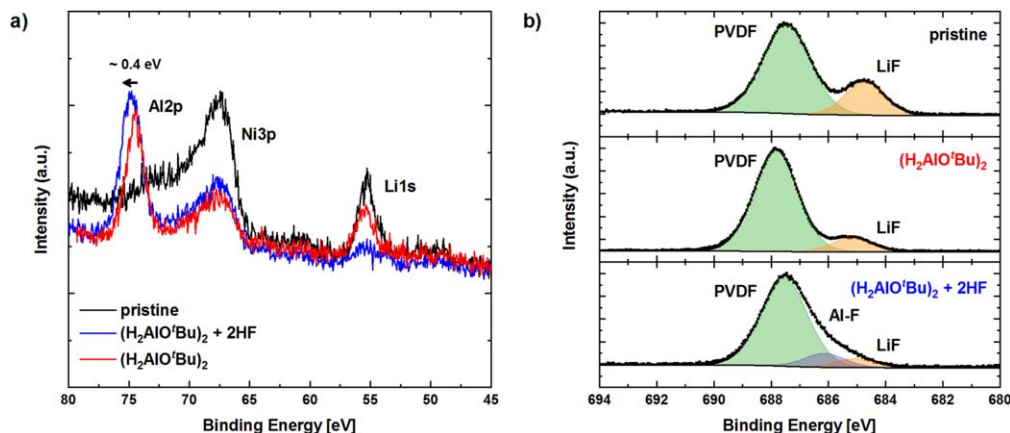 a)
~ 0.4 eV
Al2p
Ni3p
Li1s
Intensity (a.u.)
pristine
(H₂AlOᵗBu)₂ + 2HF
(H₂AlOᵗBu)₂
80 75 70 65 60 55 50 45
Binding Energy [eV]
b)
pristine
PVDF
LiF
(H₂AlOᵗBu)₂
PVDF
LiF
(H₂AlOᵗBu)₂ + 2HF
PVDF
Al-F
LiF
Intensity (a.u.)
694 692 690 688 686 684 682 680
Binding Energy [eV]